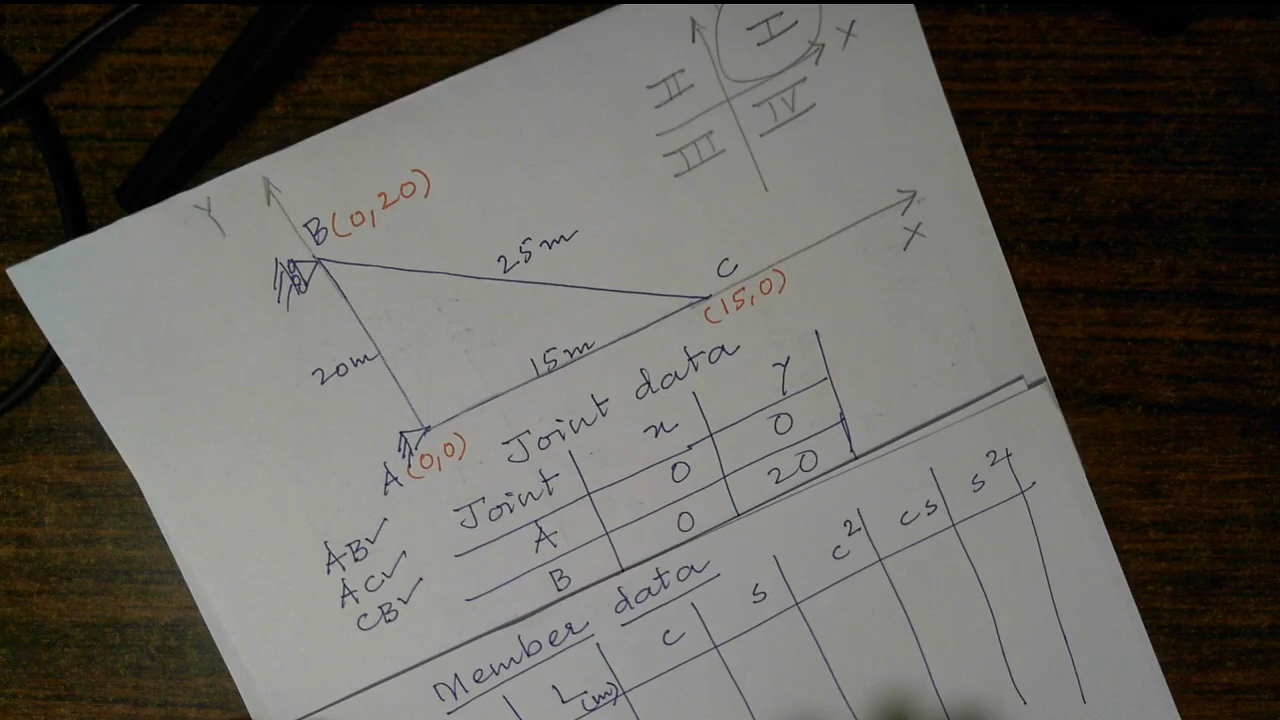 II I X
III IV
Y
B(0,20)
25m
C
(15,0)
X
20m
15m
A(0,0)
Joint data
Joint x Y
A 0 0
B 0 20
AB✓
AC✓
CB✓
Member data
L(m) C S C² CS S²